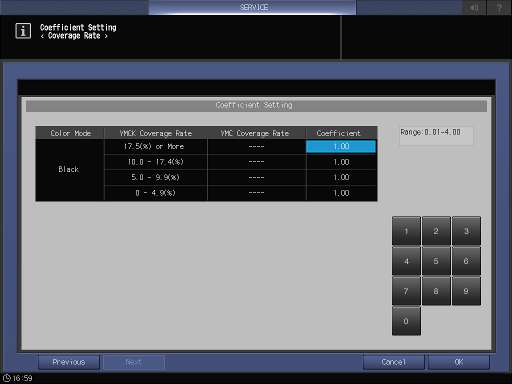 SERVICE
?
i
Coefficient Setting
< Coverage Rate >
Coefficient Setting
Color Mode YMCK Coverage Rate YMC Coverage Rate Coefficient
Black
17.5(%) or More ---- 1.00
10.0 - 17.4(%) ---- 1.00
5.0 - 9.9(%) ---- 1.00
0 - 4.9(%) ---- 1.00
Range:0.01-4.00
1 2 3
4 5 6
7 8 9
0
Previous Next Cancel OK
16:59